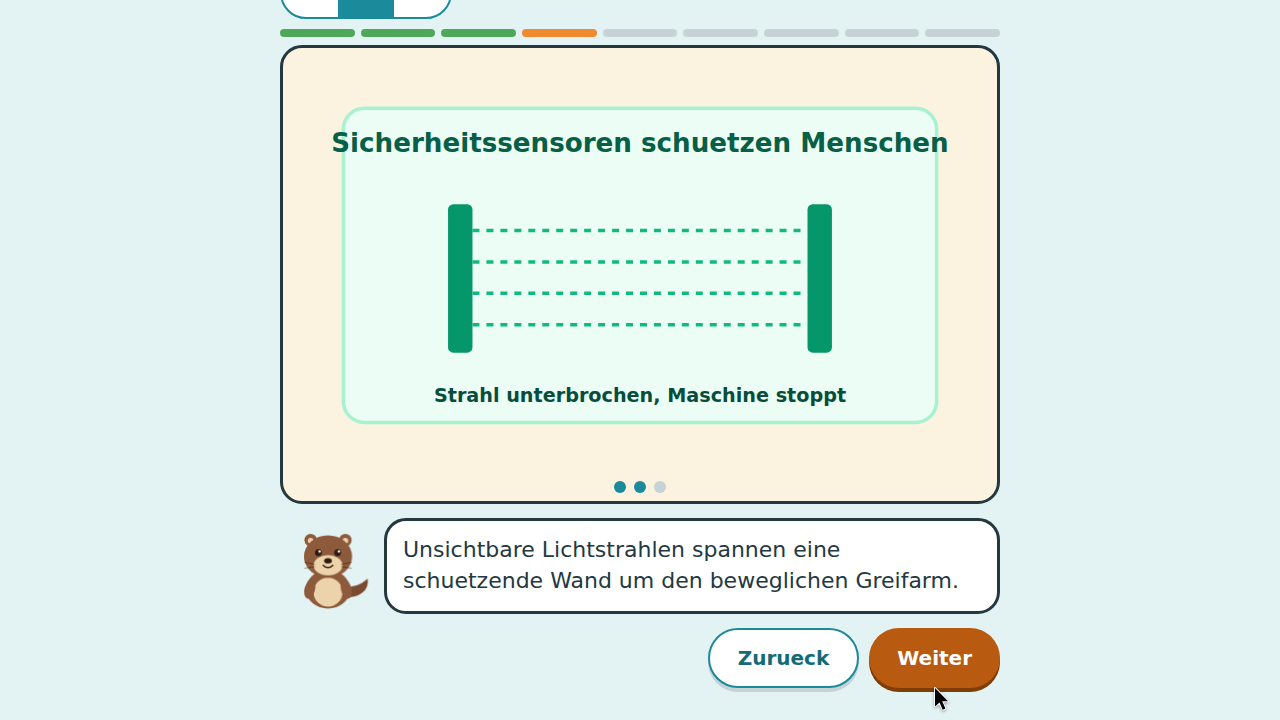 Sicherheitssensoren schuetzen Menschen
Strahl unterbrochen, Maschine stoppt
Unsichtbare Lichtstrahlen spannen eine
schuetzende Wand um den beweglichen Greifarm.
Zurueck
Weiter